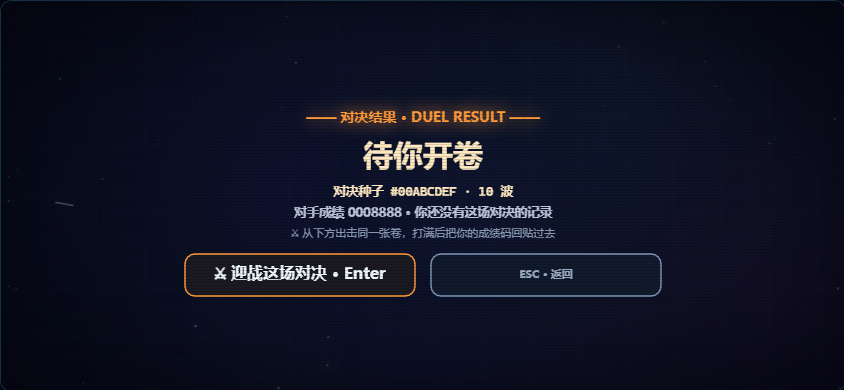 —— 对决结果 • DUEL RESULT ——
待你开卷
对决种子 #00ABCDEF · 10 波
对手成绩 0008888 • 你还没有这场对决的记录
⚔ 从下方出击同一张卷，打满后把你的成绩码回贴过去
⚔ 迎战这场对决 • Enter
ESC • 返回